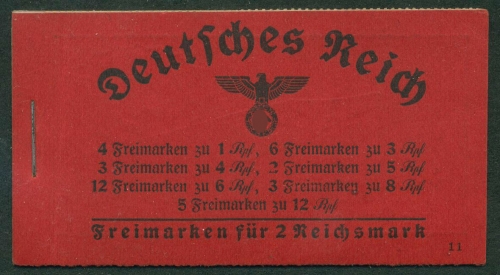 Deutſches Reich
4 Freimarken zu 1 Rpf, 6 Freimarken zu 3 Rpf
3 Freimarken zu 4 Rpf, 2 Freimarken zu 5 Rpf
12 Freimarken zu 6 Rpf, 3 Freimarken zu 8 Rpf
5 Freimarken zu 12 Rpf
Freimarken für 2 Reichsmark
11